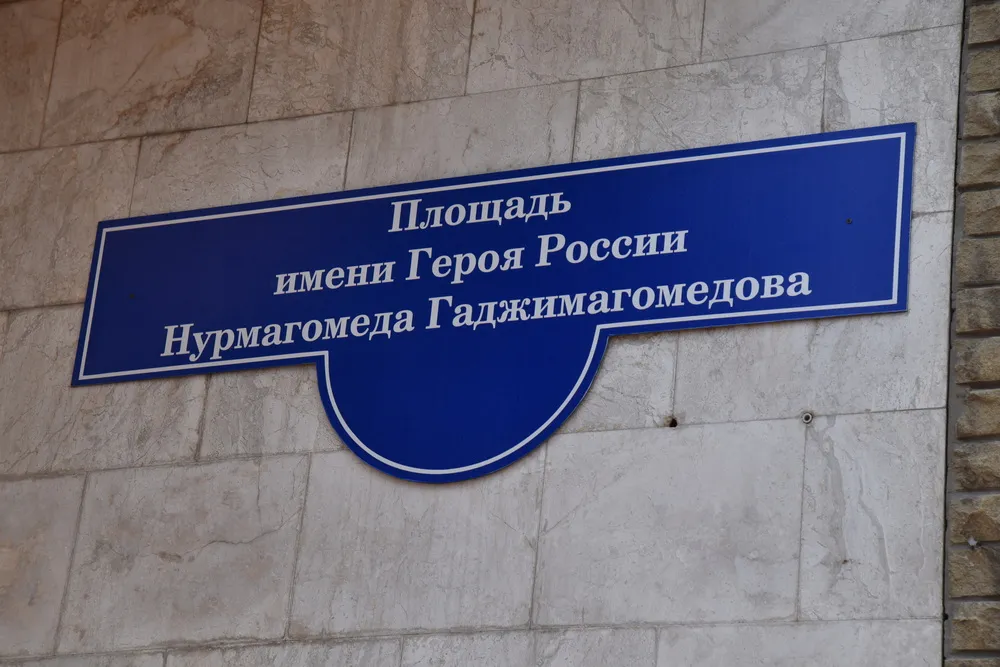 Площадь
имени Героя России
Нурмагомеда Гаджимагомедова